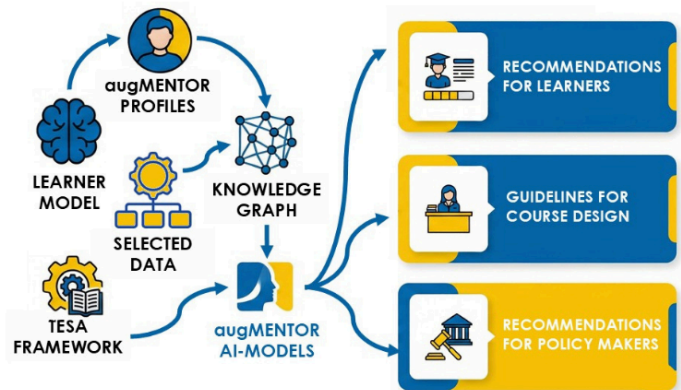 augMENTOR
PROFILES
LEARNER
MODEL
SELECTED
DATA
KNOWLEDGE
GRAPH
TESA
FRAMEWORK
augMENTOR
AI-MODELS
RECOMMENDATIONS
FOR LEARNERS
GUIDELINES FOR
COURSE DESIGN
RECOMMENDATIONS
FOR POLICY MAKERS